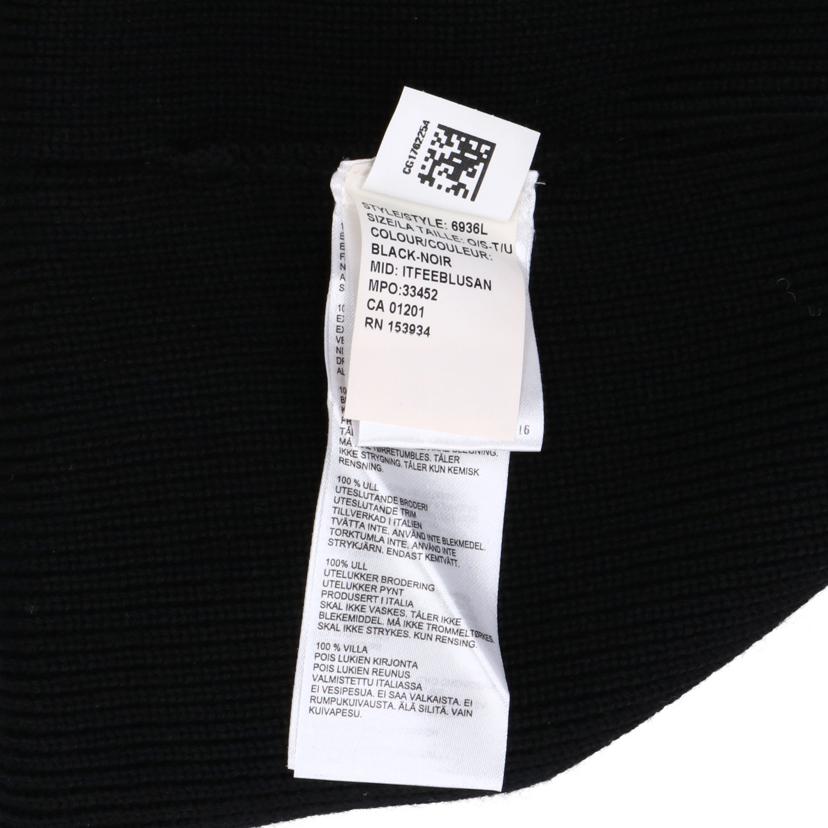 CG1762254
STYLE/STYLE: 6936L
SIZE/LA TAILLE: O/S-T/U
COLOUR/COULEUR:
BLACK-NOIR
MID: ITFEEBLUSAN
MPO:33452
CA 01201
RN 153934
16
IKKE STRYGNING. TÅLER KUN KEMISK
RENSNING.
100 % ULL
UTESLUTANDE BRODERI
UTESLUTANDE TRIM
TILLVERKAD I ITALIEN
TVÄTTA INTE. ANVÄND INTE BLEKMEDEL.
TORKTUMLA INTE. ANVÄND INTE
STRYKJÄRN. ENDAST KEMTVÄTT.
100% ULL
UTELUKKER BRODERING
UTELUKKER PYNT
PRODUSERT I ITALIA
SKAL IKKE VASKES. TÅLER IKKE
BLEKEMIDDEL. MÅ IKKE TROMMELTØRKES.
SKAL IKKE STRYKES. KUN RENSING.
100 % VILLA
POIS LUKIEN KIRJONTA
POIS LUKIEN REUNUS
VALMISTETTU ITALIASSA
EI VESIPESUA. EI SAA VALKAISTA. EI
RUMPUKUIVAUSTA. ÄLÄ SILITÄ. VAIN
KUIVAPESU.